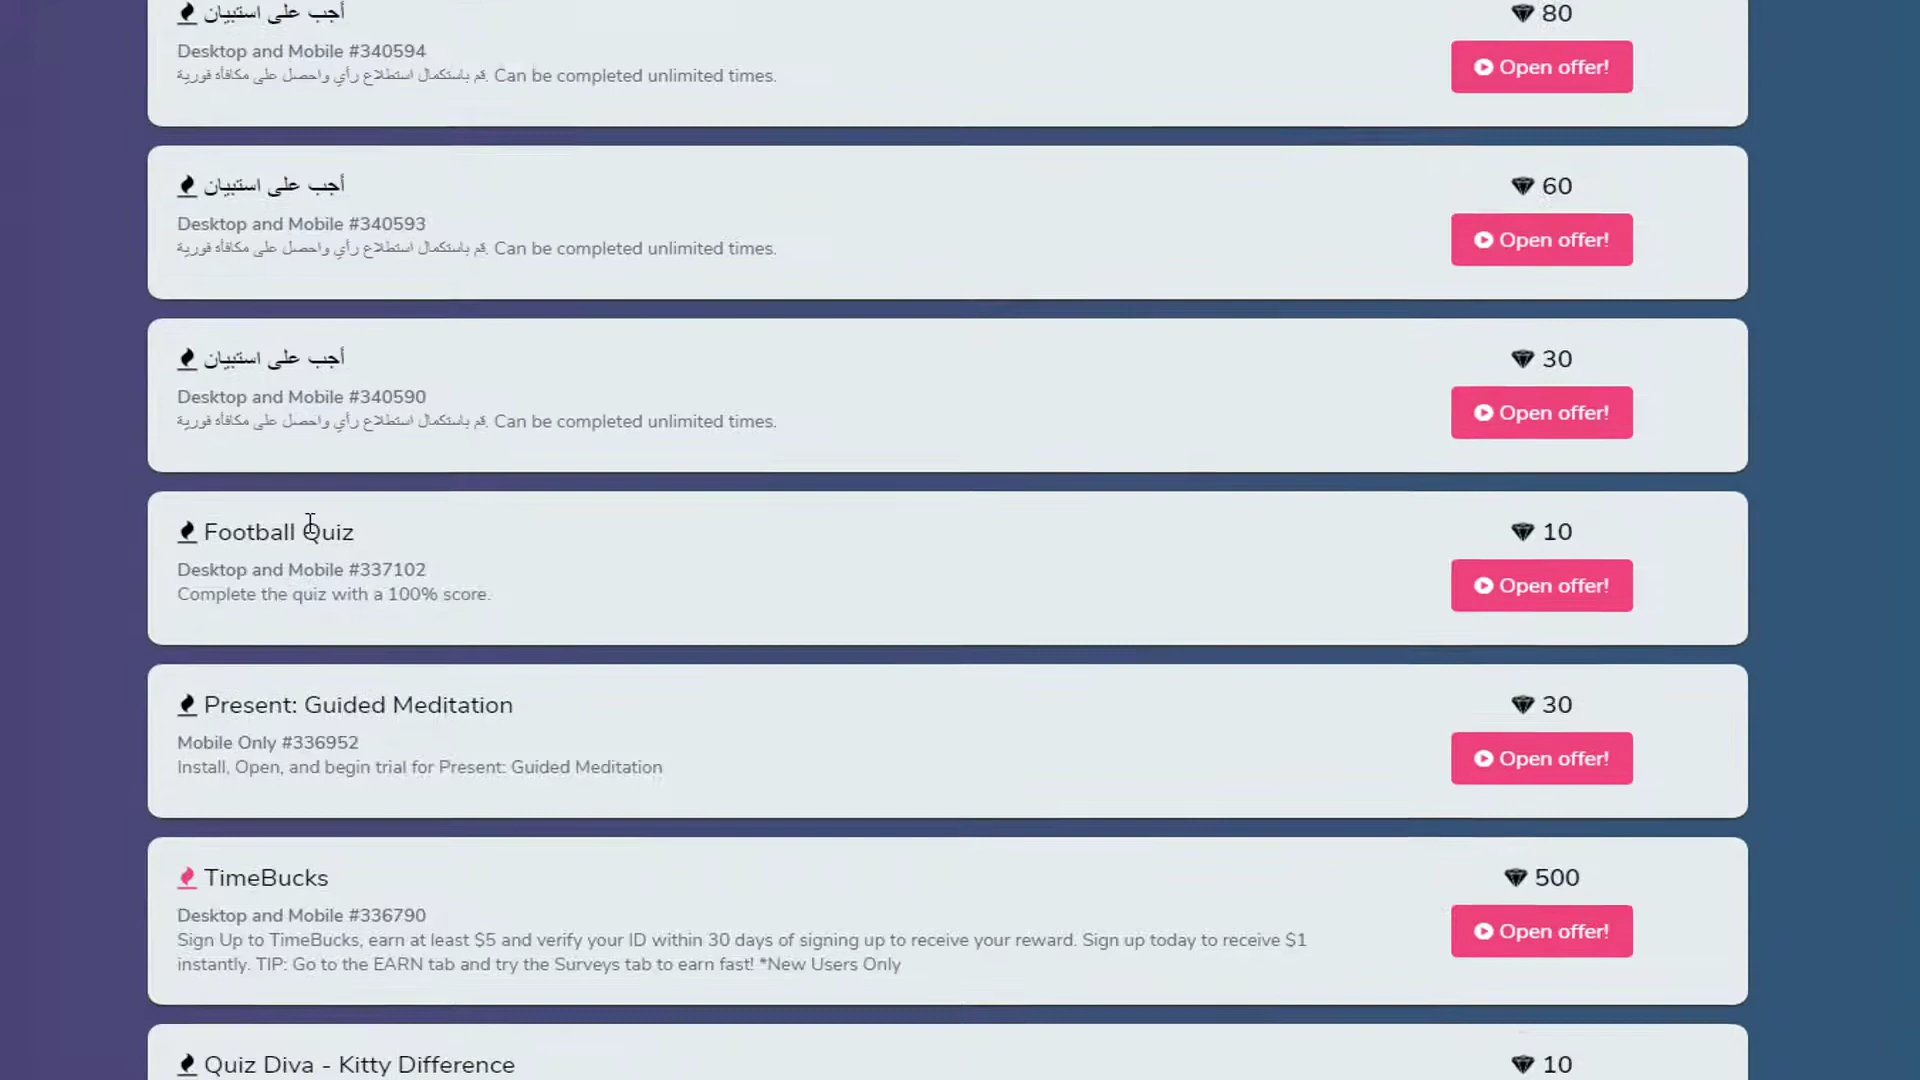 أجب على استبيان
80
Desktop and Mobile #340594
Open offer!
قم باستكمال استطلاع رأي واحصل على مكافأة فورية. Can be completed unlimited times.
أجب على استبيان
60
Desktop and Mobile #340593
Open offer!
قم باستكمال استطلاع رأي واحصل على مكافأة فورية. Can be completed unlimited times.
أجب على استبيان
30
Desktop and Mobile #340590
Open offer!
قم باستكمال استطلاع رأي واحصل على مكافأة فورية. Can be completed unlimited times.
Football Quiz
10
Desktop and Mobile #337102
Open offer!
Complete the quiz with a 100% score.
Present: Guided Meditation
30
Mobile Only #336952
Open offer!
Install, Open, and begin trial for Present: Guided Meditation
TimeBucks
500
Desktop and Mobile #336790
Open offer!
Sign Up to TimeBucks, earn at least $5 and verify your ID within 30 days of signing up to receive your reward. Sign up today to receive $1
instantly. TIP: Go to the EARN tab and try the Surveys tab to earn fast! *New Users Only
Quiz Diva - Kitty Difference
10